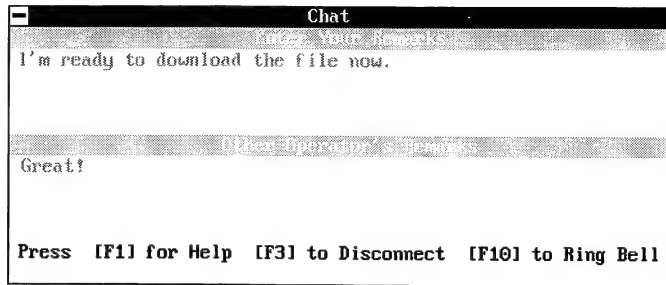 Chat
Enter Your Remarks
I'm ready to download the file now.
Other Operator's Remarks
Great!
Press [F1] for Help [F3] to Disconnect [F10] to Ring Bell